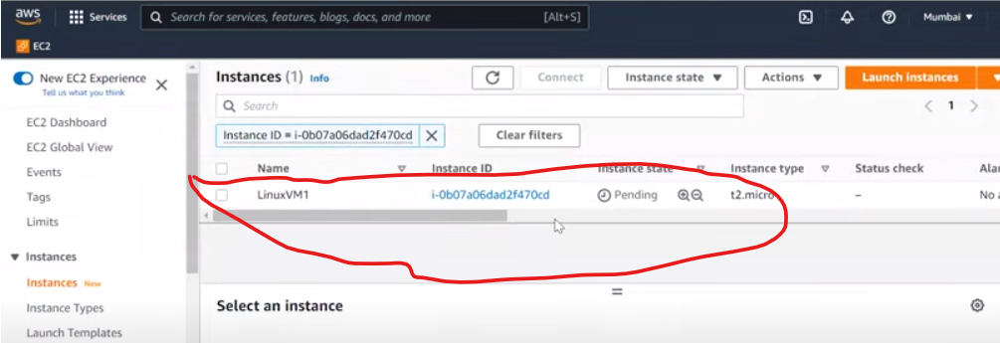 aws
Services
Search for services, features, blogs, docs, and more
[Alt+S]
Mumbai
EC2
New EC2 Experience
Tell us what you think
EC2 Dashboard
EC2 Global View
Events
Tags
Limits
Instances
Instances New
Instance Types
Launch Templates
Instances (1) Info
Connect
Instance state
Actions
Launch instances
Search
1
Instance ID = i-0b07a06dad2f470cd
Clear filters
Name Instance ID Instance state Instance type Status check Alar
LinuxVM1 i-0b07a06dad2f470cd Pending t2.micro – No a
Select an instance